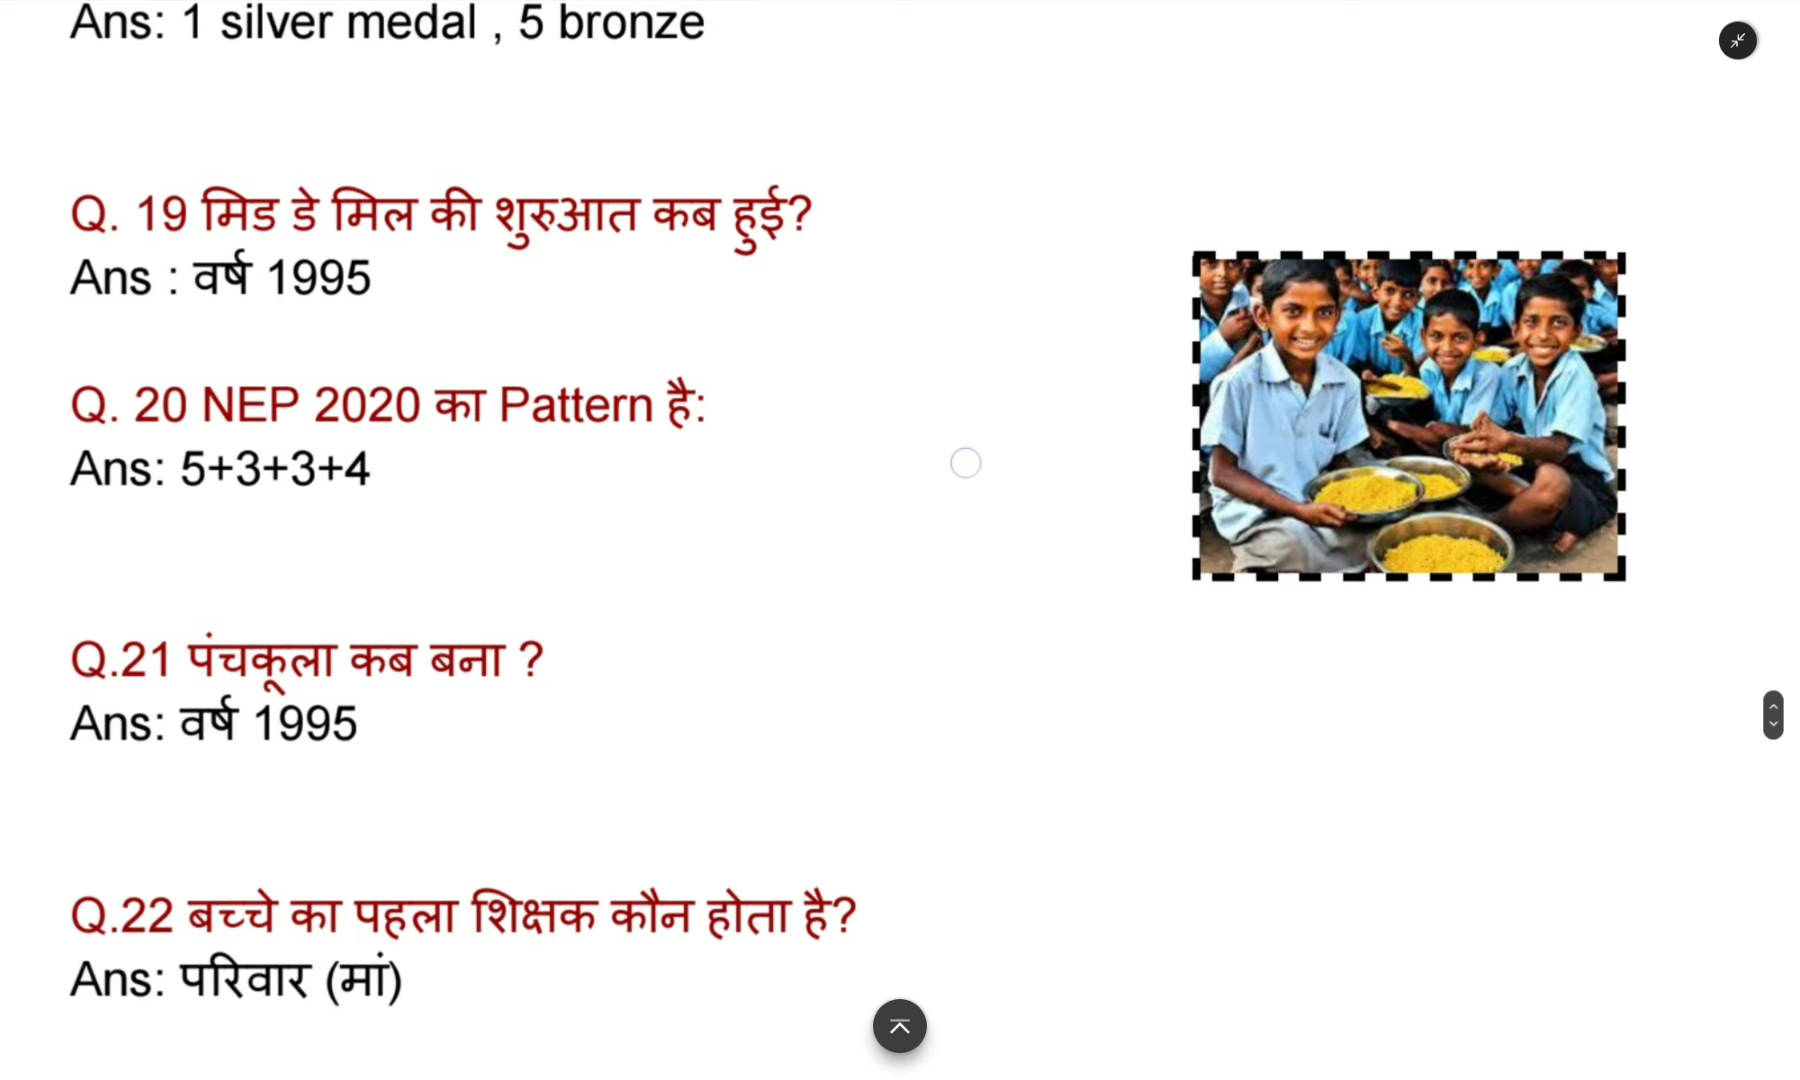 Ans: 1 silver medal , 5 bronze
Q. 19 मिड डे मिल की शुरुआत कब हुई?
Ans : वर्ष 1995
Q. 20 NEP 2020 का Pattern है:
Ans: 5+3+3+4
Q.21 पंचकूला कब बना ?
Ans: वर्ष 1995
Q.22 बच्चे का पहला शिक्षक कौन होता है?
Ans: परिवार (मां)